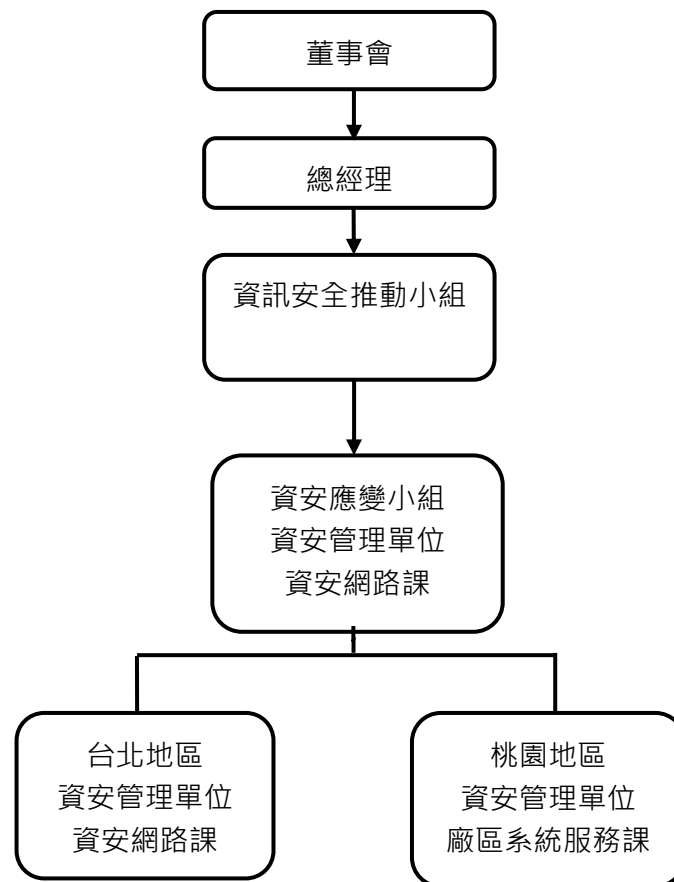 董事會
總經理
資訊安全推動小組
資安應變小組
資安管理單位
資安網路課
台北地區
資安管理單位
資安網路課
桃園地區
資安管理單位
廠區系統服務課